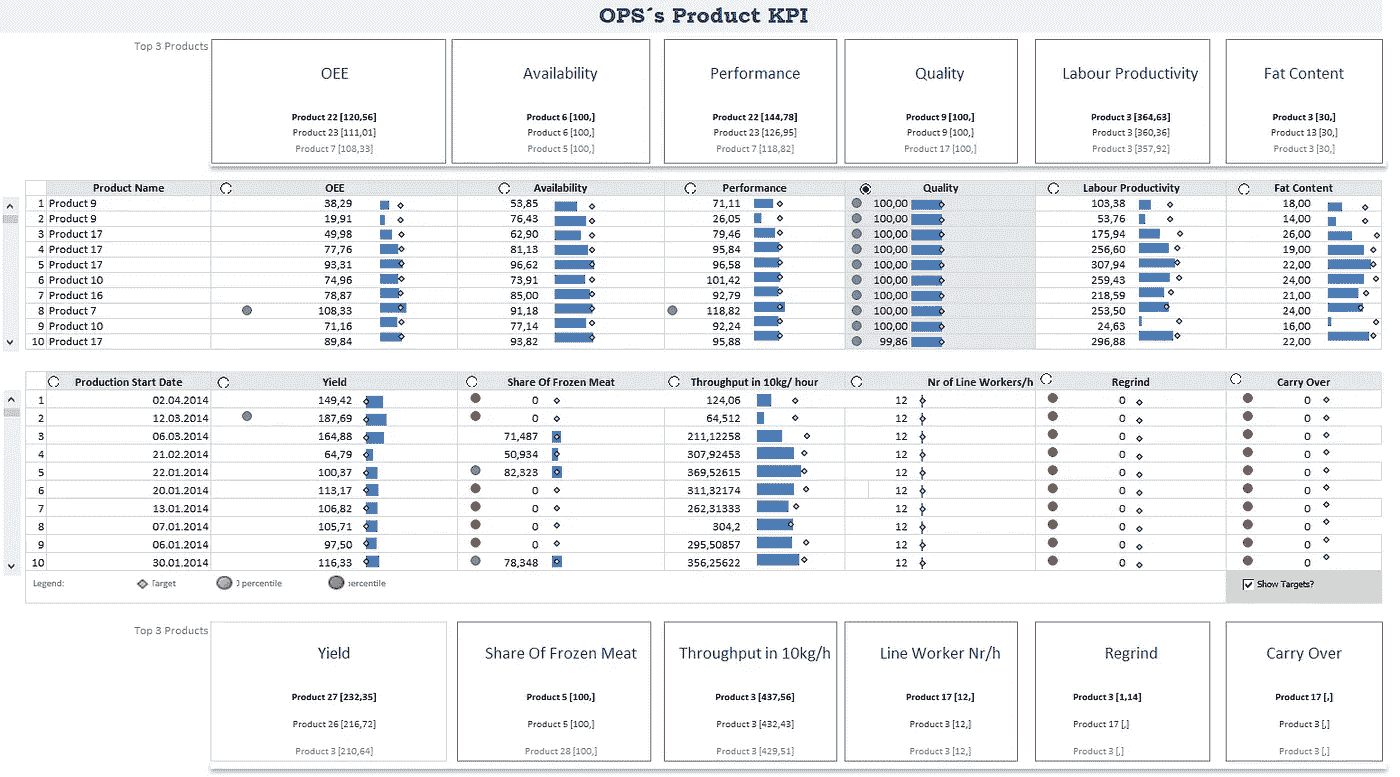 OPS´s Product KPI
Top 3 Products
OEE Availability Performance Quality Labour Productivity Fat Content
Product 22 [120,56] Product 6 [100,] Product 22 [144,78] Product 9 [100,] Product 3 [364,63] Product 3 [30,]
Product 23 [111,01] Product 6 [100,] Product 23 [126,95] Product 9 [100,] Product 3 [360,36] Product 13 [30,]
Product 7 [108,33] Product 5 [100,] Product 7 [118,82] Product 17 [100,] Product 3 [357,92] Product 3 [30,]
Product Name OEE Availability Performance Quality Labour Productivity Fat Content
1 Product 9 38,29 53,85 71,11 100,00 103,38 18,00
2 Product 9 19,91 76,43 26,05 100,00 53,76 14,00
3 Product 17 49,98 62,90 79,46 100,00 175,94 26,00
4 Product 17 77,76 81,13 95,84 100,00 256,60 19,00
5 Product 17 93,31 96,62 96,58 100,00 307,94 22,00
6 Product 10 74,96 73,91 101,42 100,00 259,43 24,00
7 Product 16 78,87 85,00 92,79 100,00 218,59 21,00
8 Product 7 108,33 91,18 118,82 100,00 253,50 24,00
9 Product 10 71,16 77,14 92,24 100,00 24,63 16,00
10 Product 17 89,84 93,82 95,88 99,86 296,88 22,00
Production Start Date Yield Share Of Frozen Meat Throughput in 10kg/ hour Nr of Line Workers/h Regrind Carry Over
1 02.04.2014 149,42 0 124,06 12 0 0
2 12.03.2014 187,69 0 64,512 12 0 0
3 06.03.2014 164,88 71,487 211,12258 12 0 0
4 21.02.2014 64,79 50,934 307,92453 12 0 0
5 22.01.2014 100,37 82,323 369,52615 12 0 0
6 20.01.2014 113,17 0 311,32174 12 0 0
7 13.01.2014 106,82 0 262,31333 12 0 0
8 07.01.2014 105,71 0 304,2 12 0 0
9 06.01.2014 97,50 0 295,50857 12 0 0
10 30.01.2014 116,33 78,348 356,25622 12 0 0
Legend: Target percentile Show Targets?
Top 3 Products
Yield Share Of Frozen Meat Throughput in 10kg/h Line Worker Nr/h Regrind Carry Over
Product 27 [232,35] Product 5 [100,] Product 3 [437,56] Product 17 [12,] Product 3 [1,14] Product 17 [,]
Product 26 [216,72] Product 5 [100,] Product 3 [432,43] Product 3 [12,] Product 17 [,] Product 3 [,]
Product 3 [210,64] Product 28 [100,] Product 3 [429,51] Product 3 [12,] Product 3 [,] Product 3 [,]